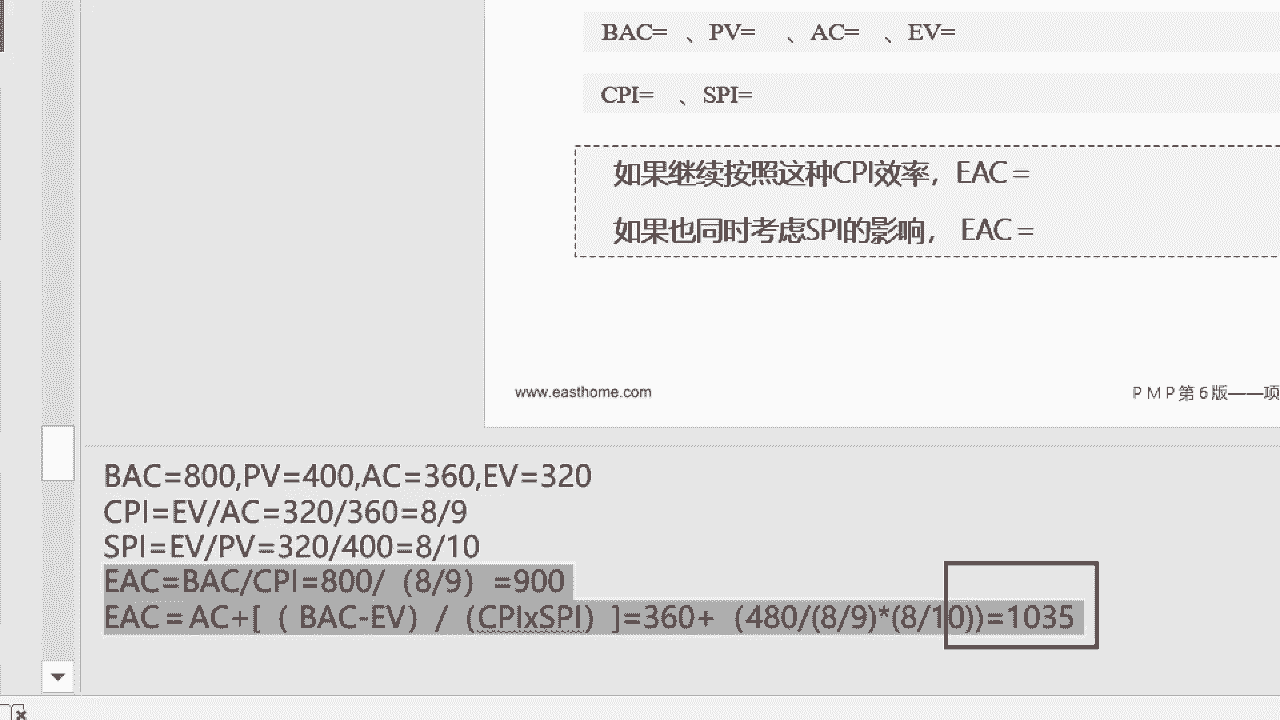 BAC= 、PV= 、AC= 、EV=
CPI= 、SPI=
如果继续按照这种CPI效率，EAC＝
如果也同时考虑SPI的影响， EAC＝
www.easthome.com
ＰＭＰ第６版——项
BAC=800,PV=400,AC=360,EV=320
CPI=EV/AC=320/360=8/9
SPI=EV/PV=320/400=8/10
EAC=BAC/CPI=800/（8/9）=900
EAC＝AC+[（ BAC-EV）/（CPIxSPI）]=360+（480/(8/9)*(8/10))=1035